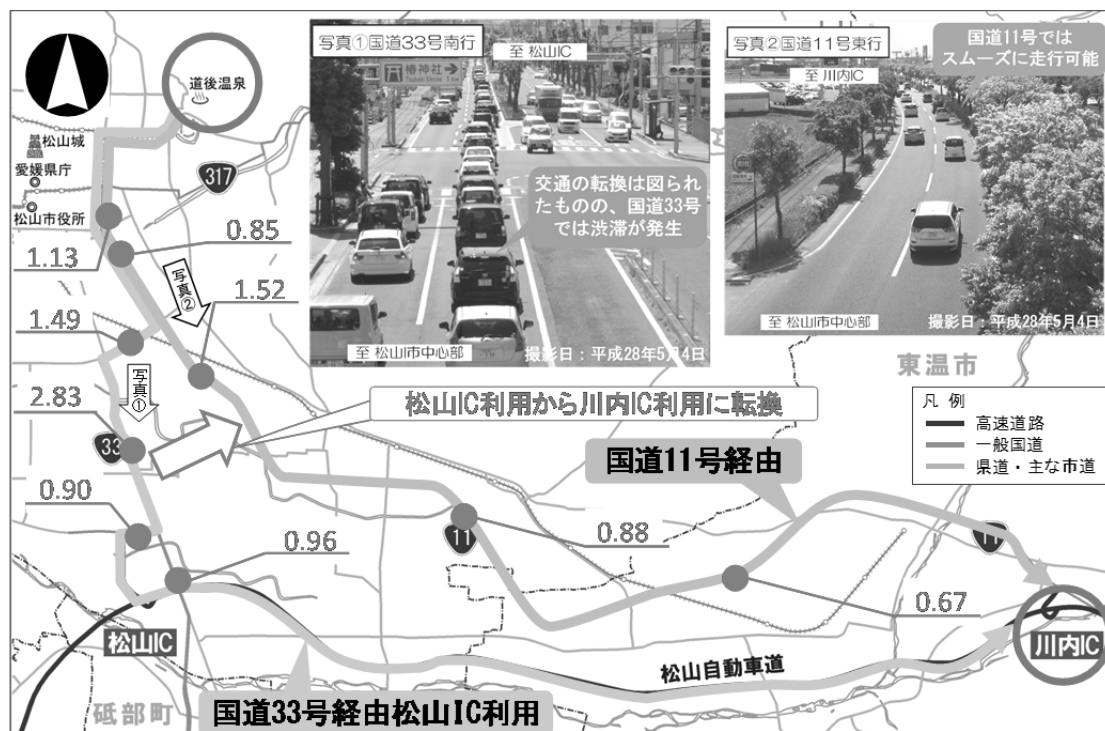 道後温泉
松山城
愛媛県庁
松山市役所
317
写真①国道33号南行
至 松山IC
椿神社
Tsubaki Shrine 1km
交通の転換は図られ
たものの、国道33号
では渋滞が発生
至 松山市中心部
撮影日：平成28年5月4日
写真②国道11号東行
至 川内IC
国道11号では
スムーズに走行可能
至 松山市中心部
撮影日：平成28年5月4日
1.13
0.85
写真②
1.52
1.49
写真①
2.83
33
0.90
0.96
松山IC利用から川内IC利用に転換
国道11号経由
東温市
凡 例
高速道路
一般国道
県道・主な市道
11
0.88
11
0.67
松山IC
川内IC
松山自動車道
国道33号経由松山IC利用
砥部町